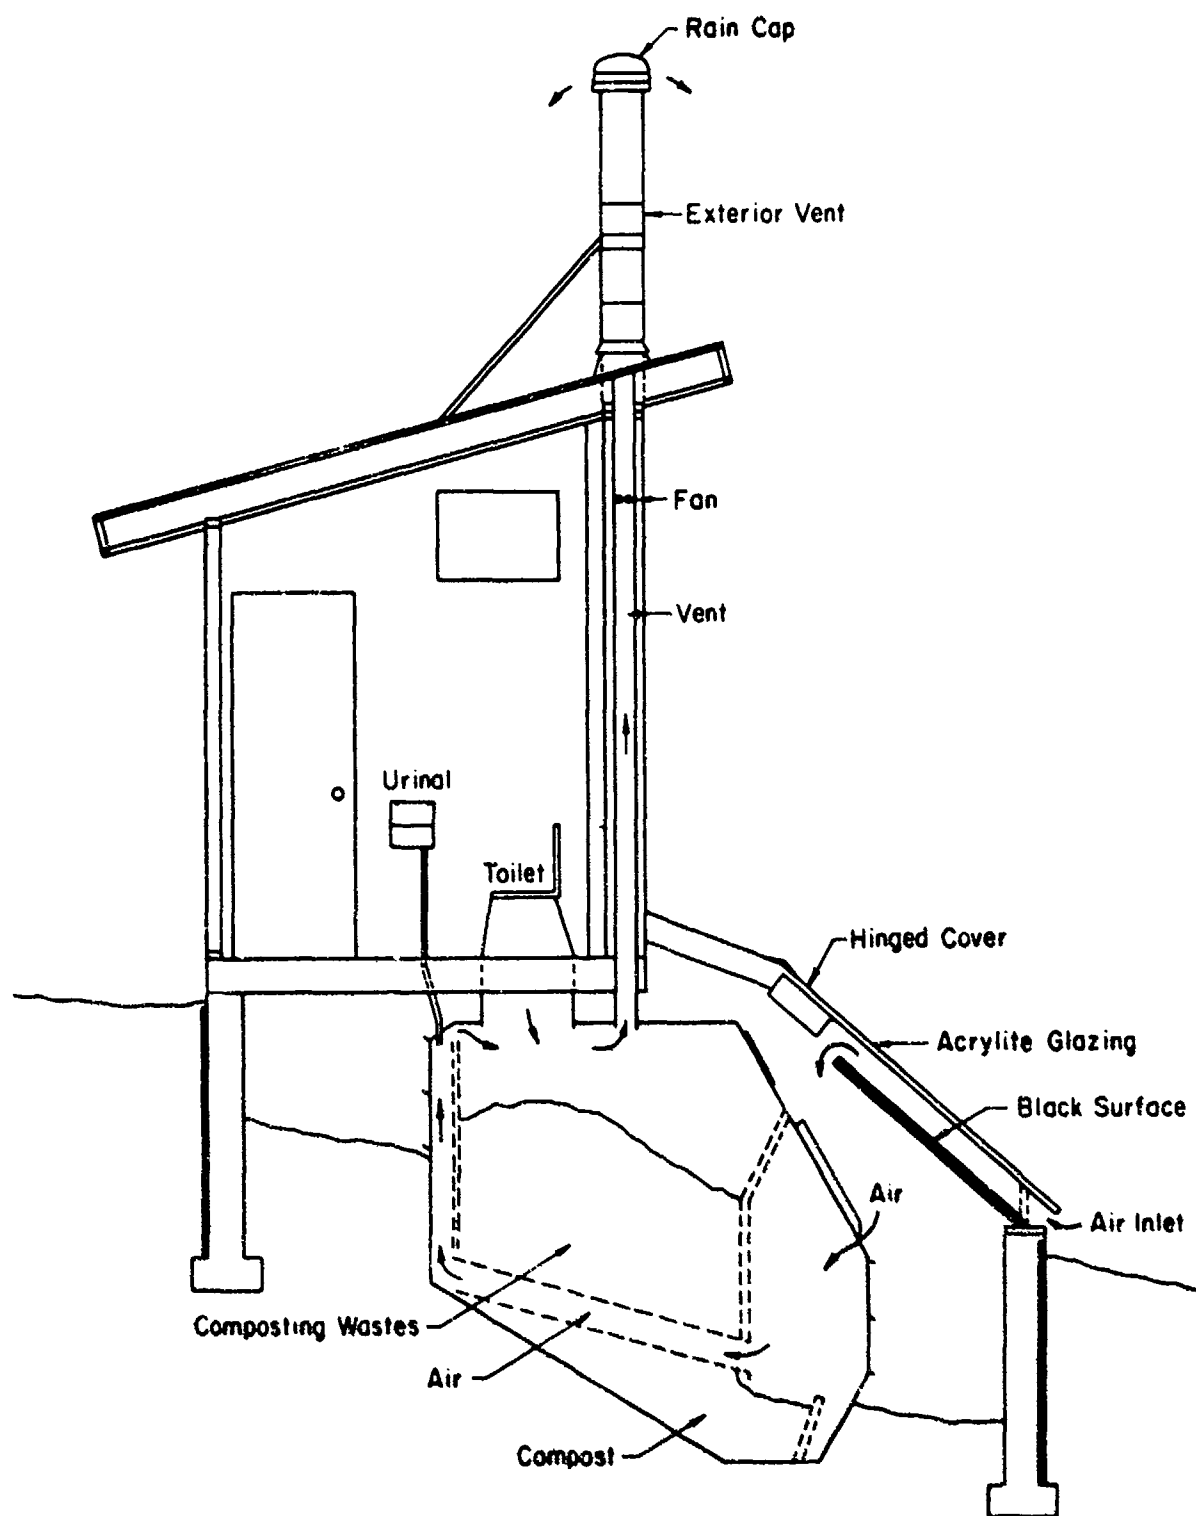 Rain Cap
Exterior Vent
Fan
Vent
Urinal
Toilet
Hinged Cover
Acrylite Glazing
Black Surface
Air
Air Inlet
Composting Wastes
Air
Compost